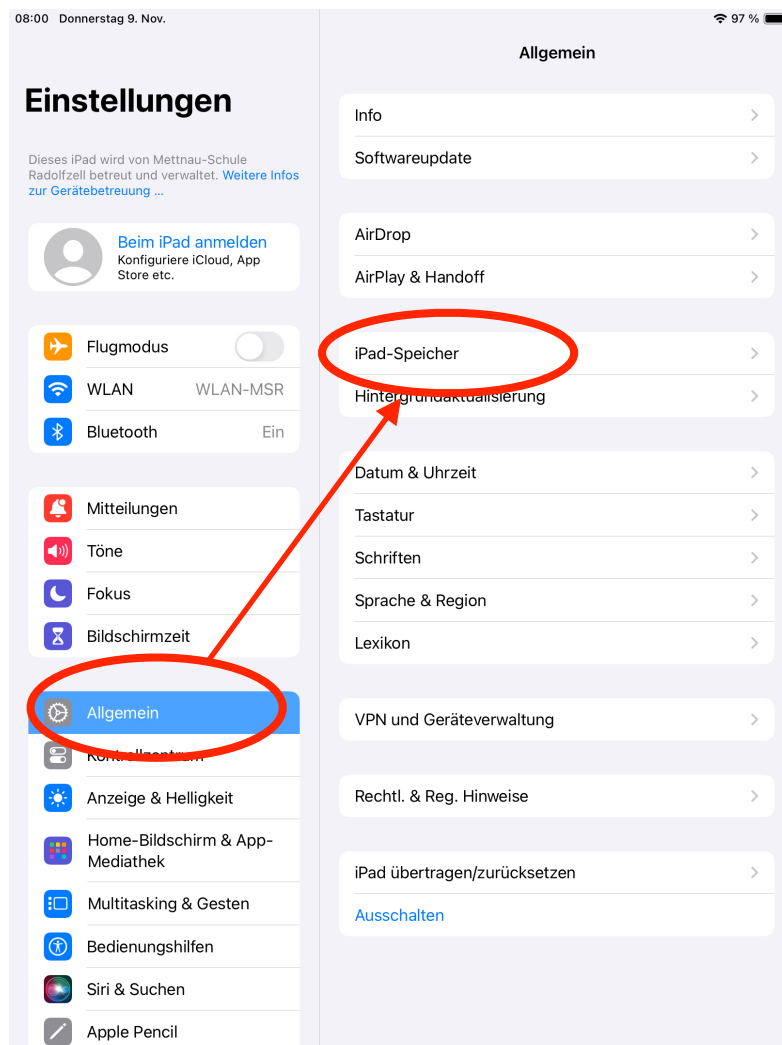 08:00 Donnerstag 9. Nov.
97 %
Einstellungen
Dieses iPad wird von Mettnau-Schule
Radolfzell betreut und verwaltet. Weitere Infos
zur Gerätebetreuung ...
Beim iPad anmelden
Konfiguriere iCloud, App
Store etc.
Flugmodus
WLAN WLAN-MSR
Bluetooth Ein
Mitteilungen
Töne
Fokus
Bildschirmzeit
Allgemein
Kontrollzentrum
Anzeige & Helligkeit
Home-Bildschirm & App-
Mediathek
Multitasking & Gesten
Bedienungshilfen
Siri & Suchen
Apple Pencil
Allgemein
Info
Softwareupdate
AirDrop
AirPlay & Handoff
iPad-Speicher
Hintergrundaktualisierung
Datum & Uhrzeit
Tastatur
Schriften
Sprache & Region
Lexikon
VPN und Geräteverwaltung
Rechtl. & Reg. Hinweise
iPad übertragen/zurücksetzen
Ausschalten